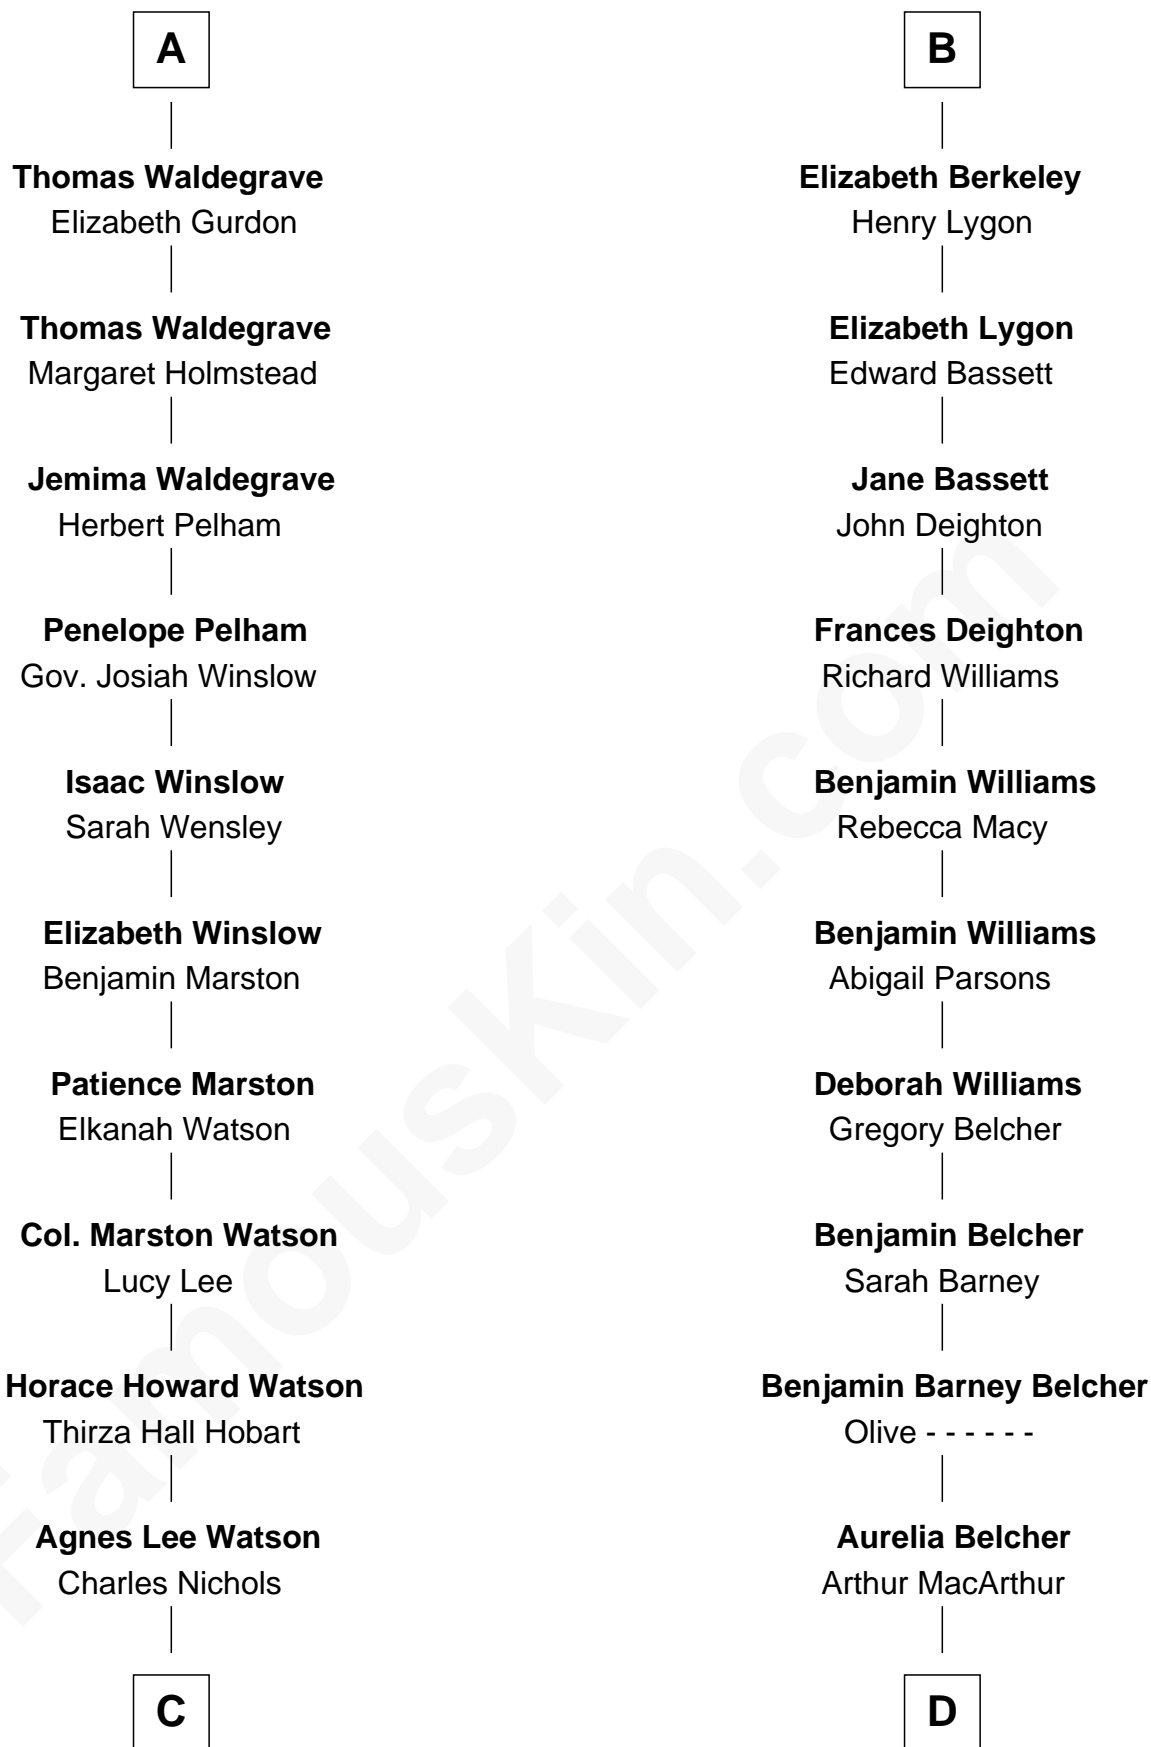 A
Thomas Waldegrave
Elizabeth Gurdon
Thomas Waldegrave
Margaret Holmstead
Jemima Waldegrave
Herbert Pelham
Penelope Pelham
Gov. Josiah Winslow
Isaac Winslow
Sarah Wensley
Elizabeth Winslow
Benjamin Marston
Patience Marston
Elkanah Watson
Col. Marston Watson
Lucy Lee
Horace Howard Watson
Thirza Hall Hobart
Agnes Lee Watson
Charles Nichols
C
B
Elizabeth Berkeley
Henry Lygon
Elizabeth Lygon
Edward Bassett
Jane Bassett
John Deighton
Frances Deighton
Richard Williams
Benjamin Williams
Rebecca Macy
Benjamin Williams
Abigail Parsons
Deborah Williams
Gregory Belcher
Benjamin Belcher
Sarah Barney
Benjamin Barney Belcher
Olive - - - - - -
Aurelia Belcher
Arthur MacArthur
D
FamousKin.com